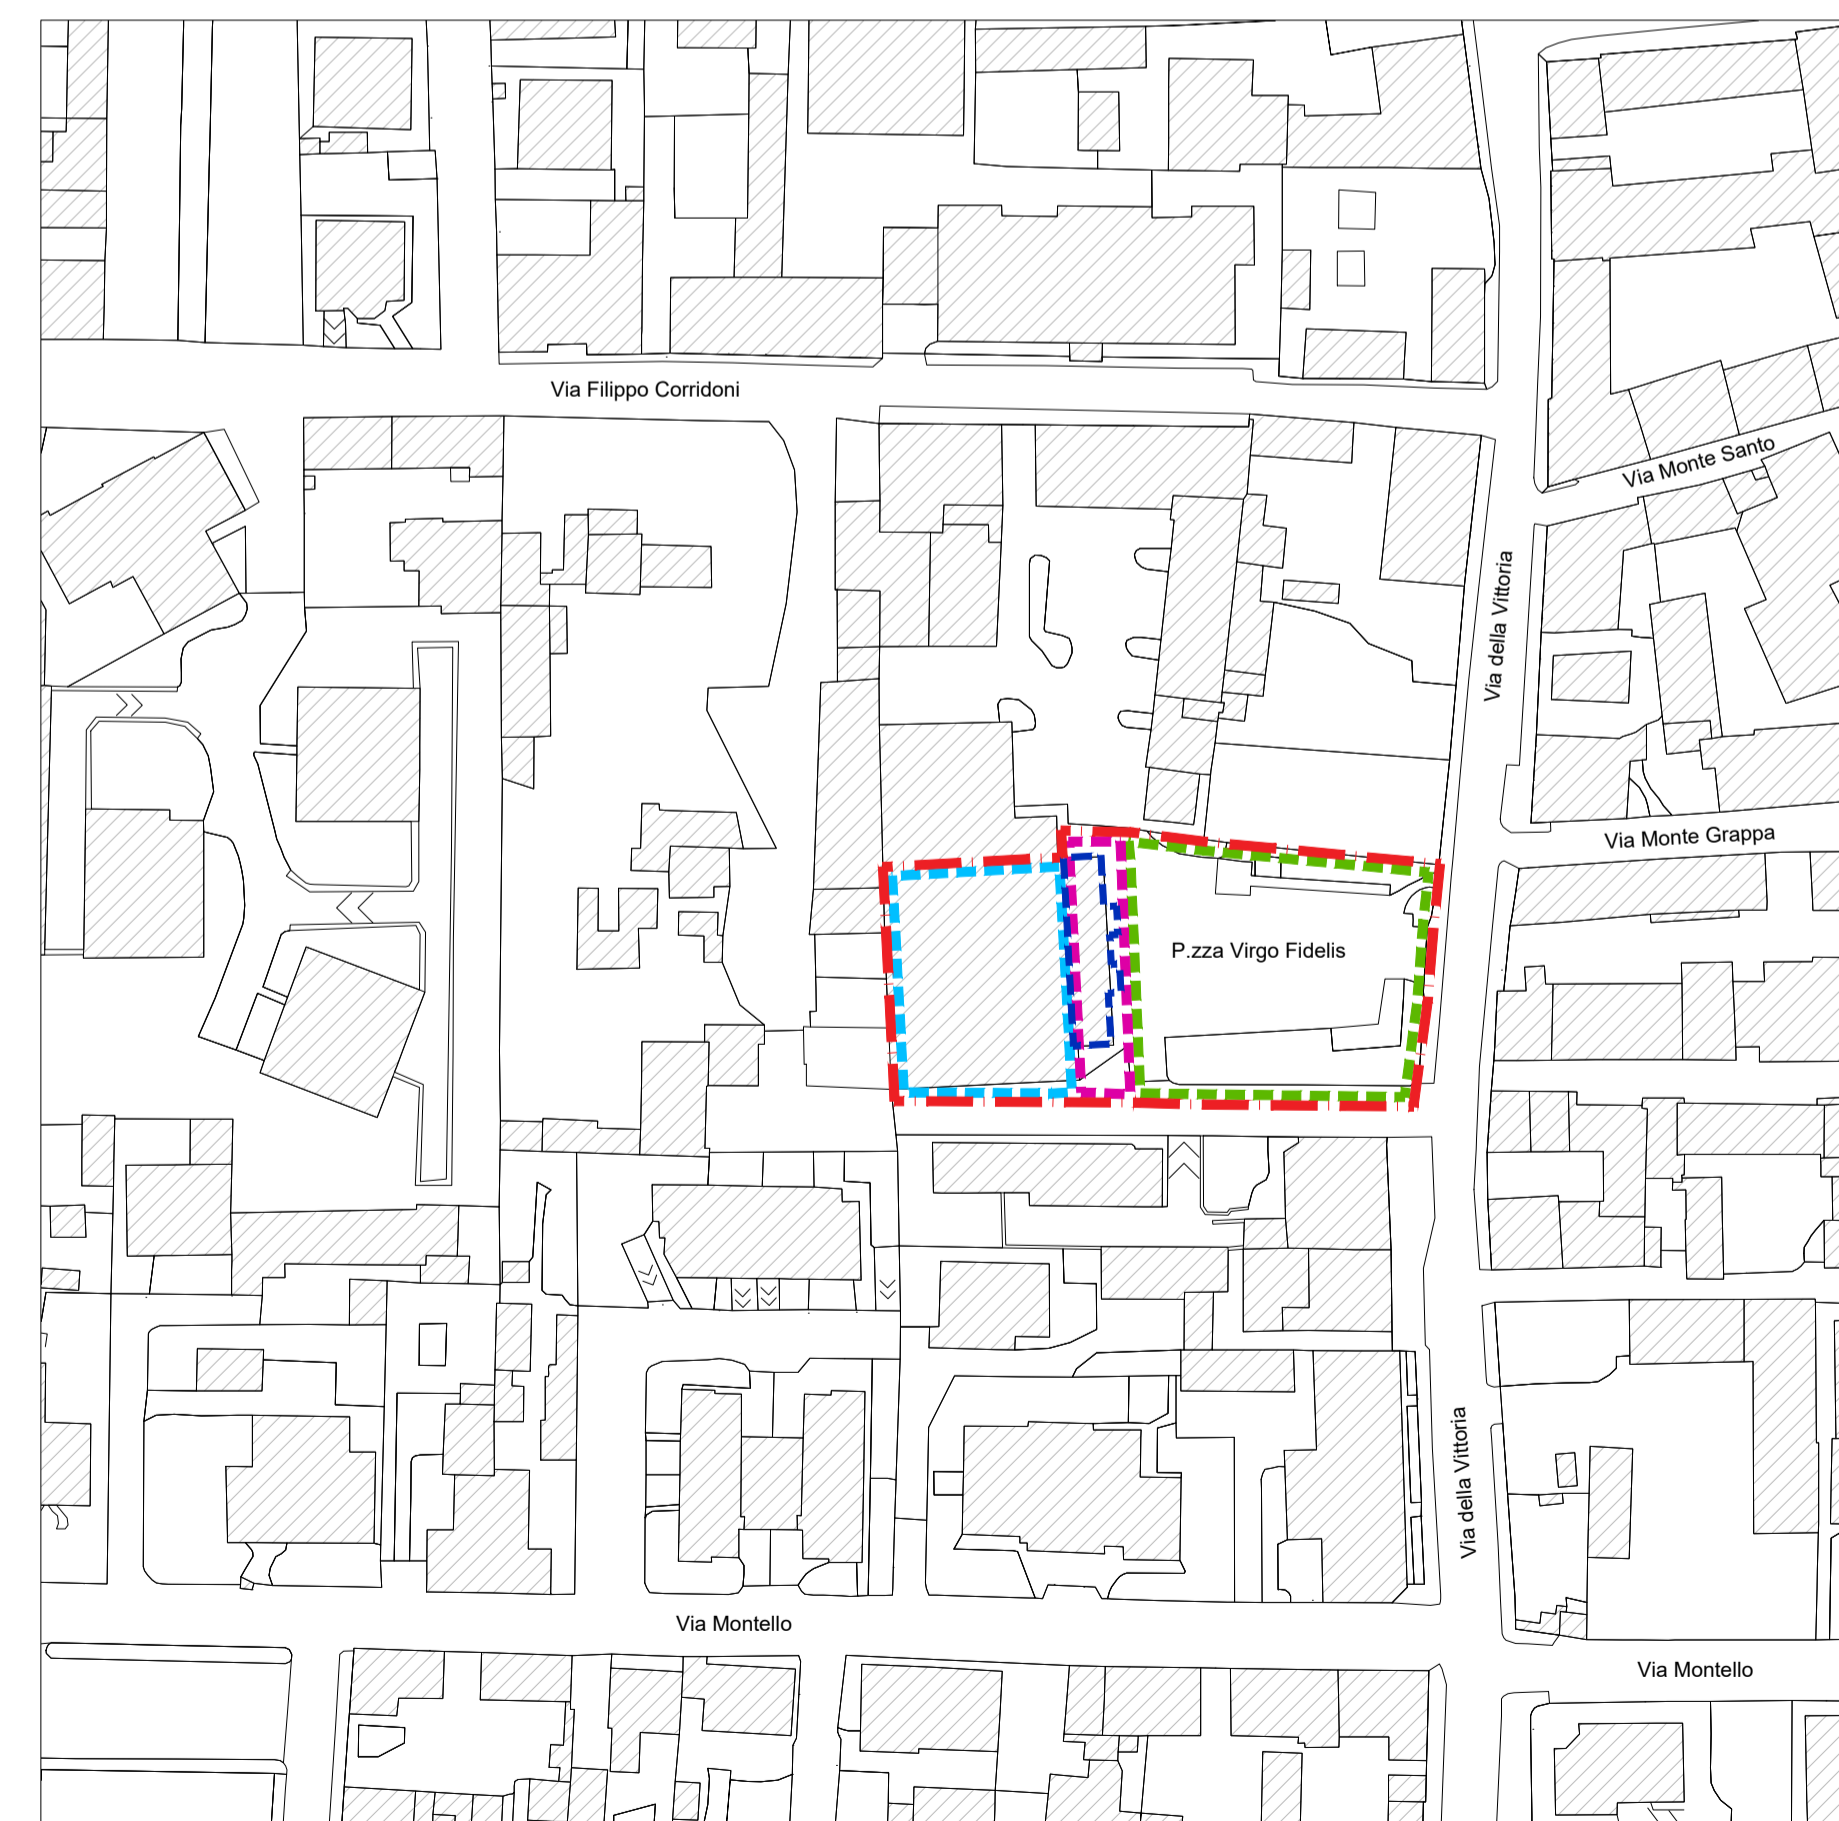 Via Filippo Corridoni
Via Monte Santo
Via della Vittoria
Via Monte Grappa
P.zza Virgo Fidelis
Via della Vittoria
Via Montello
Via Montello